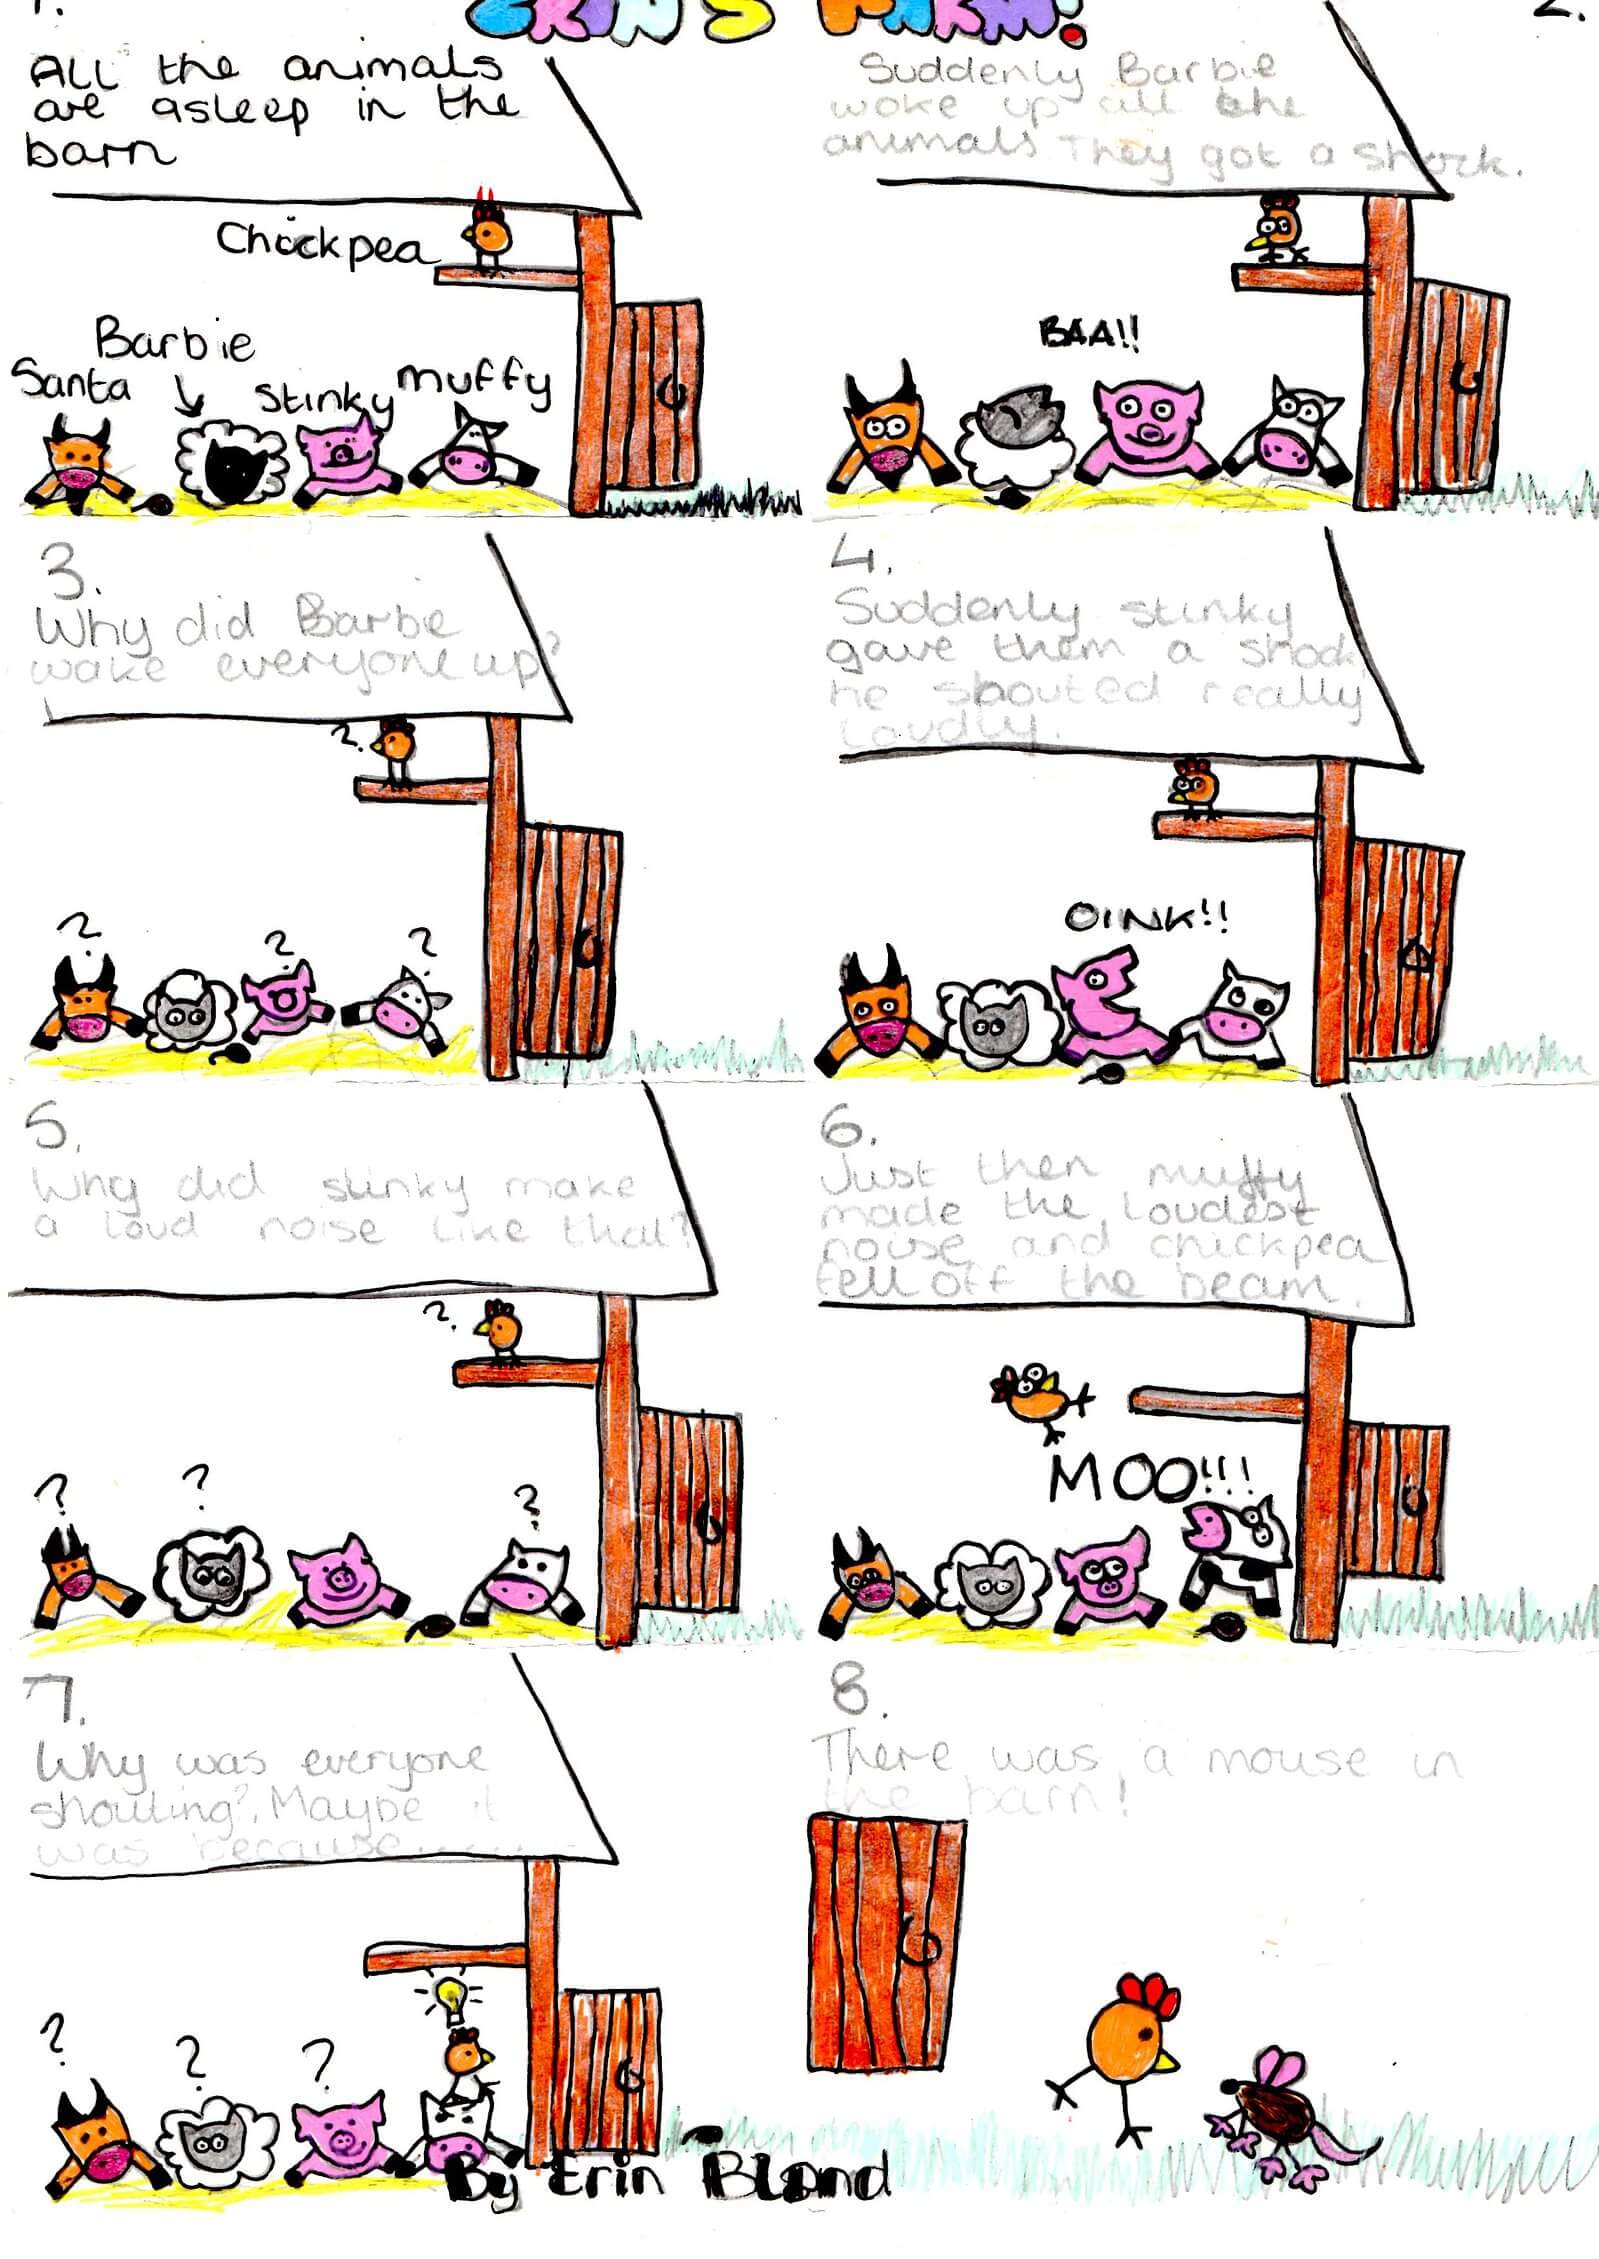 1.
ERIN'S FARM!
2.
All the animals
are asleep in the
barn
Chickpea
Barbie
Santa
Stinky
muffy
Suddenly Barbie
woke up all the
animals They got a shock.
BAA!!
3.
Why did Barbie
wake everyone up?
?
?
?
?
4.
Suddenly stinky
gave them a shock
he shouted really
loudly.
OINK!!
5.
Why did stinky make
a loud noise like that?
?
?
?
?
6.
Just then muffy
made the loudest
noise and chickpea
fell off the beam.
MOO!!!
7.
Why was everyone
shouting? Maybe it
was because.......
?
?
?
8.
There was a mouse in
the barn!
By Erin Bland